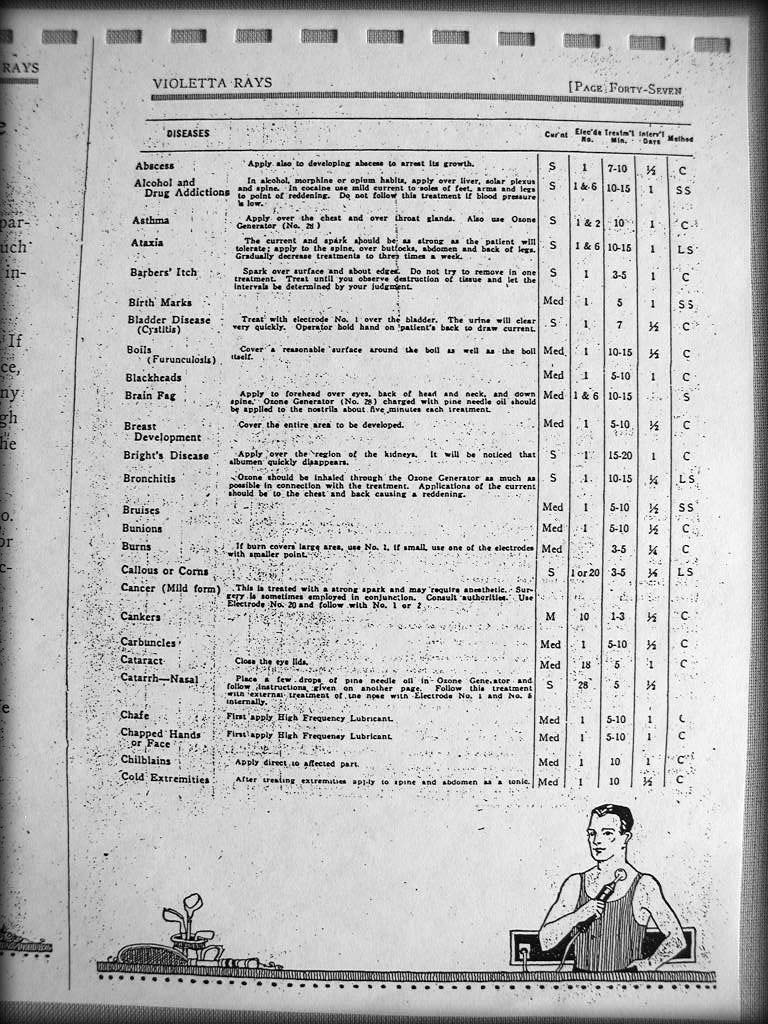 RAYS
VIOLETTA RAYS
[PAGE FORTY-SEVEN
DISEASES Cur'nt Elec'de No. Treatm't Min. Interv'l Days Method
Abscess Apply also to developing abscess to arrest its growth. S 1 7-10 ½ C
Alcohol and Drug Addictions In alcohol, morphine or opium habits, apply over liver, solar plexus
and spine. In cocaine use mild current to soles of feet, arms and legs S 1 & 6 10-15 1 SS
to point of reddening. Do not follow this treatment if blood pressure
is low.
Asthma Apply over the chest and over throat glands. Also use Ozone
Generator (No. 28) S 1 & 2 10 1 C
Ataxia The current and spark should be as strong as the patient will
tolerate; apply to the spine, over buttocks, abdomen and back of legs. S 1 & 6 10-15 1 LS
Gradually decrease treatments to three times a week.
Barbers' Itch Spark over surface and about edges. Do not try to remove in one
treatment. Treat until you observe destruction of tissue and let the S 1 3-5 1 C
intervals be determined by your judgment.
Birth Marks Med 1 5 1 SS
Bladder Disease (Cystitis) Treat with electrode No. 1 over the bladder. The urine will clear
very quickly. Operator hold hand on patient's back to draw current. S 1 7 ½ C
Boils (Furunculosis) Cover a reasonable surface around the boil as well as the boil
itself. Med 1 10-15 ½ C
Blackheads Med 1 5-10 1 C
Brain Fag Apply to forehead over eyes, back of head and neck, and down
spine. Ozone Generator (No. 28) charged with pine needle oil should Med 1 & 6 10-15 S
be applied to the nostrils about five minutes each treatment.
Breast Development Cover the entire area to be developed. Med 1 5-10 ½ C
Bright's Disease Apply over the region of the kidneys. It will be noticed that
albumen quickly disappears. S 1 15-20 1 C
Bronchitis Ozone should be inhaled through the Ozone Generator as much as
possible in connection with the treatment. Applications of the current S 1 10-15 LS
should be to the chest and back causing a reddening.
Bruises Med 1 5-10 ½ SS
Bunions Med 1 5-10 ½ C
Burns If burn covers large area, use No. 1, if small, use one of the electrodes
with smaller point. Med 3-5 C
Callous or Corns S 1 or 20 3-5 LS
Cancer (Mild form) This is treated with a strong spark and may require anesthetic. Sur-
gery is sometimes employed in conjunction. Consult authorities. Use
Electrode No. 20 and follow with No. 1 or 2
Cankers M 10 1-3 ½ C
Carbuncles Med 1 5-10 ½ C
Cataract Close the eye lids. Med 18 5 1 C
Catarrh—Nasal Place a few drops of pine needle oil in Ozone Generator and
follow instructions given on another page. Follow this treatment S 28 5 ½
with external treatment of the nose with Electrode No. 1 and No. 5
internally.
Chafe First apply High Frequency Lubricant. Med 1 5-10 1 C
Chapped Hands or Face First apply High Frequency Lubricant. Med 1 5-10 1 C
Chilblains Apply direct to affected part. Med 1 10 1 C
Cold Extremities After treating extremities apply to spine and abdomen as a tonic. Med 1 10 ½ C